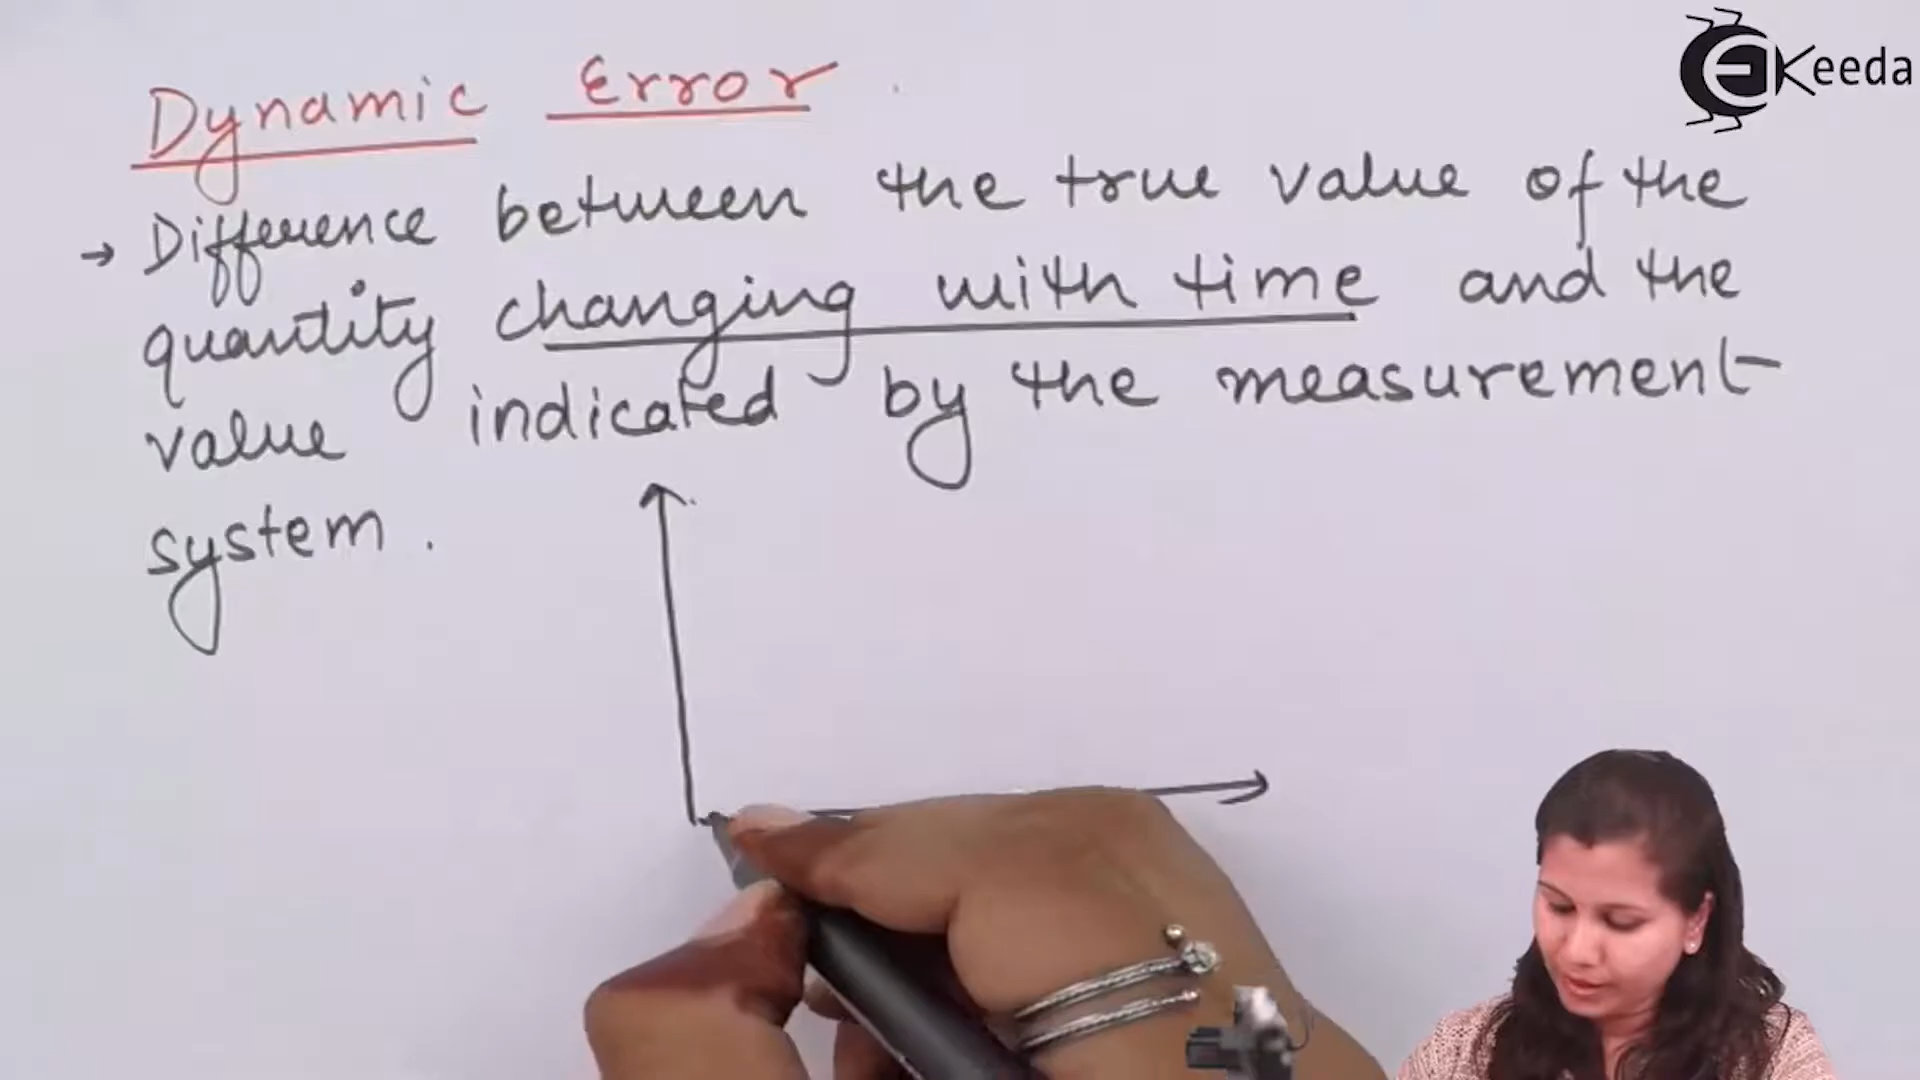 Dynamic Error
EKeeda
→ Difference between the true value of the
quantity changing with time and the
value indicated by the measurement
system.